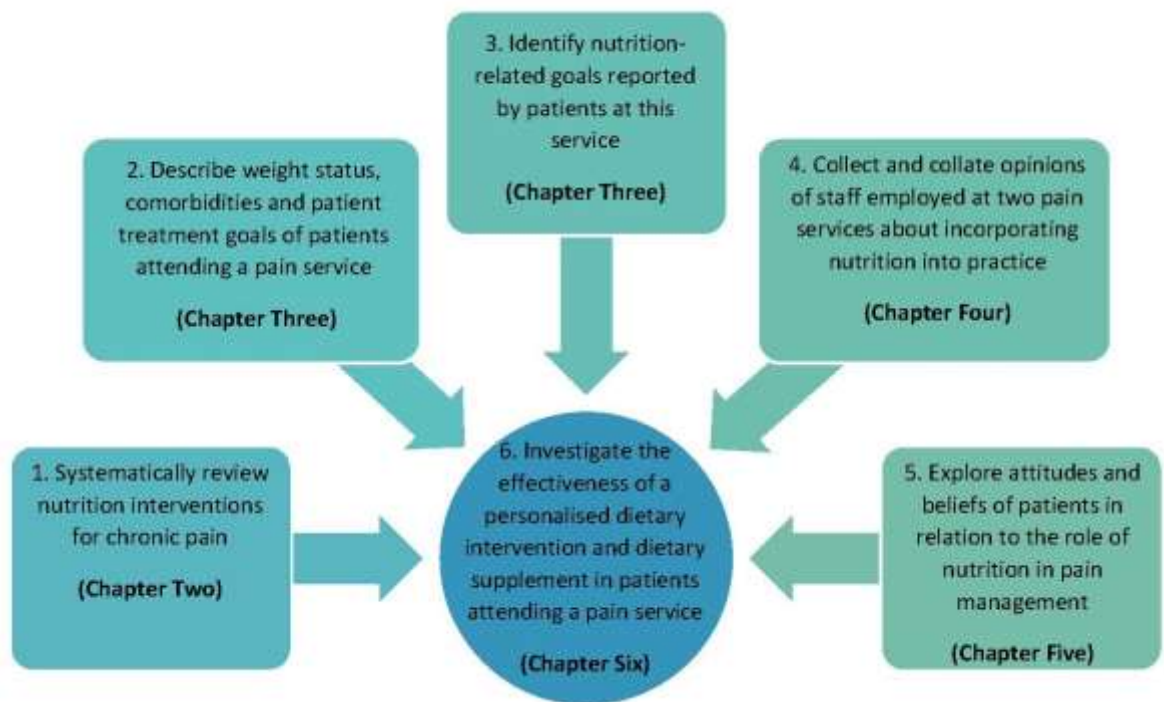 1. Systematically review
nutrition interventions
for chronic pain
(Chapter Two)
2. Describe weight status,
comorbidities and patient
treatment goals of patients
attending a pain service
(Chapter Three)
3. Identify nutrition-
related goals reported
by patients at this
service
(Chapter Three)
4. Collect and collate opinions
of staff employed at two pain
services about incorporating
nutrition into practice
(Chapter Four)
5. Explore attitudes and
beliefs of patients in
relation to the role of
nutrition in pain
management
(Chapter Five)
6. Investigate the
effectiveness of a
personalised dietary
intervention and dietary
supplement in patients
attending a pain service
(Chapter Six)